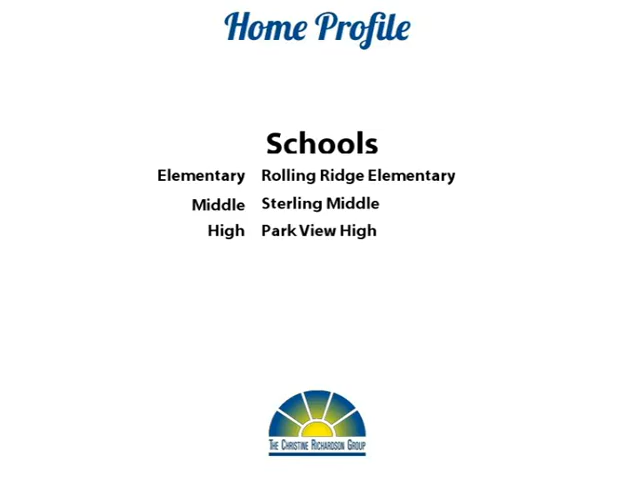 Home Profile
Schools
Elementary Rolling Ridge Elementary
Middle Sterling Middle
High Park View High
The Christine Richardson Group